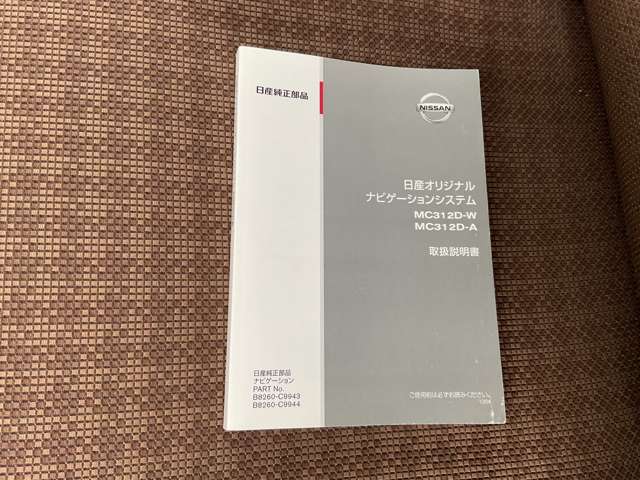 日産純正部品
NISSAN
日産オリジナル
ナビゲーションシステム
MC312D-W
MC312D-A
取扱説明書
日産純正部品
ナビゲーション
PART No.
B8260-C9943
B8260-C9944
ご使用前は必ずお読みください。